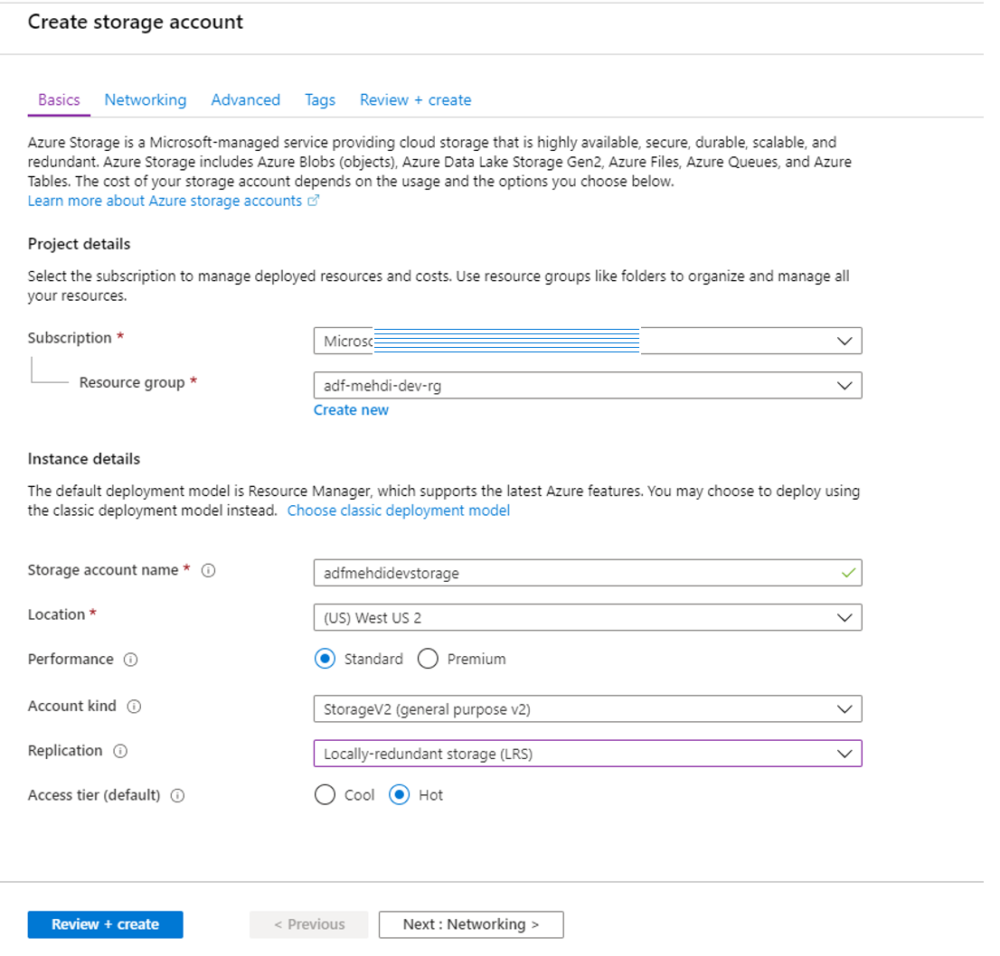 Create storage account
Basics Networking Advanced Tags Review + create
Azure Storage is a Microsoft-managed service providing cloud storage that is highly available, secure, durable, scalable, and
redundant. Azure Storage includes Azure Blobs (objects), Azure Data Lake Storage Gen2, Azure Files, Azure Queues, and Azure
Tables. The cost of your storage account depends on the usage and the options you choose below.
Learn more about Azure storage accounts
Project details
Select the subscription to manage deployed resources and costs. Use resource groups like folders to organize and manage all
your resources.
Subscription *
Resource group * adf-mehdi-dev-rg
Create new
Instance details
The default deployment model is Resource Manager, which supports the latest Azure features. You may choose to deploy using
the classic deployment model instead. Choose classic deployment model
Storage account name * adfmehdidevstorage
Location * (US) West US 2
Performance Standard Premium
Account kind StorageV2 (general purpose v2)
Replication Locally-redundant storage (LRS)
Access tier (default) Cool Hot
Review + create < Previous Next : Networking >